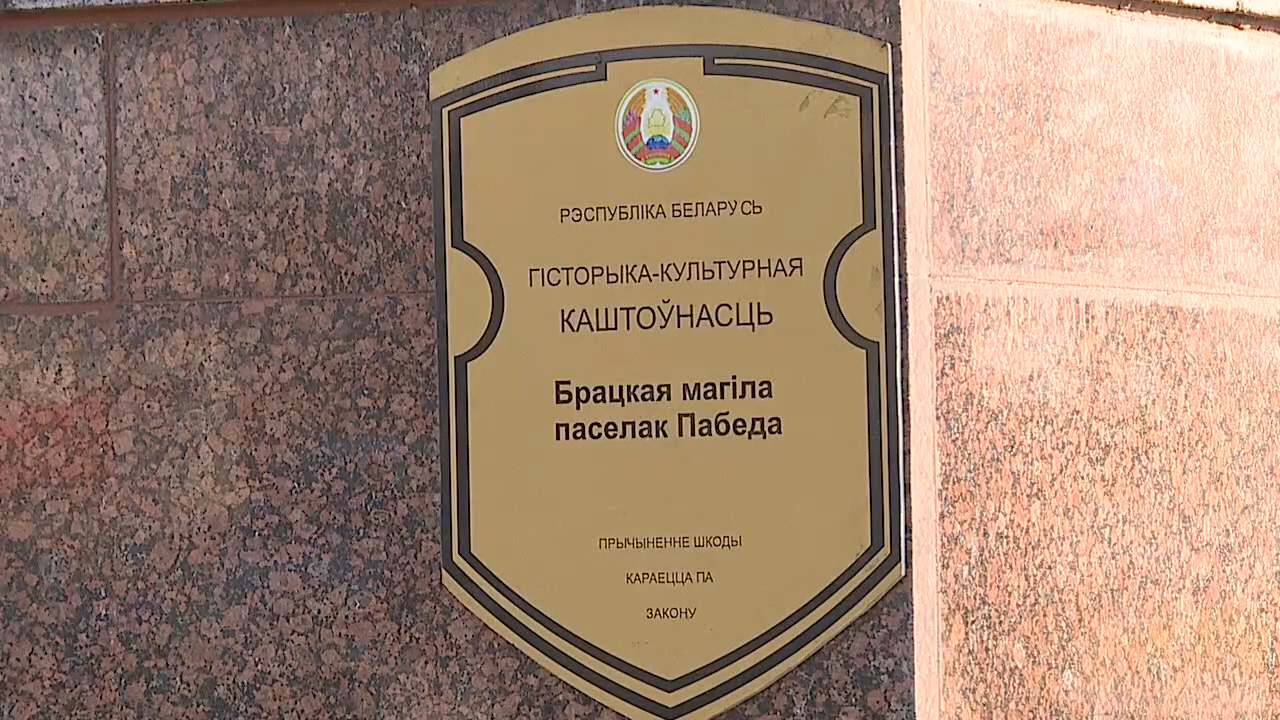 РЭСПУБЛІКА БЕЛАРУСЬ
ГІСТОРЫКА-КУЛЬТУРНАЯ
КАШТОЎНАСЦЬ
Брацкая магіла
паселак Пабеда
ПРЫЧЫНЕННЕ ШКОДЫ
КАРАЕЦЦА ПА
ЗАКОНУ